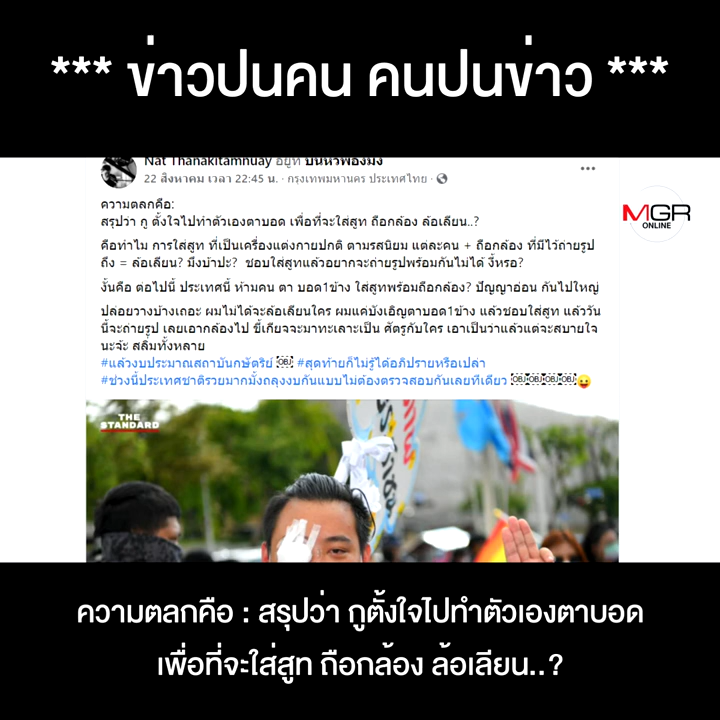 *** ข่าวปนคน คนปนข่าว ***
Nat Thanakitamnuay อยู่ที่ บ้านหัวฟองมัง
22 สิงหาคม เวลา 22:45 น. · กรุงเทพมหานคร ประเทศไทย ·
MGR
ONLINE
ความตลกคือ:
สรุปว่า กู ตั้งใจไปทำตัวเองตาบอด เพื่อที่จะใส่สูท ถือกล้อง ล้อเลียน..?
คือทำไม การใส่สูท ที่เป็นเครื่องแต่งกายปกติ ตามรสนิยม แต่ละคน + ถือกล้อง ที่มีไว้ถ่ายรูป
ถึง = ล้อเลียน? มึงบ้าปะ? ชอบใส่สูทแล้วอยากจะถ่ายรูปพร้อมกันไม่ได้ งี้หรอ?
งั้นคือ ต่อไปนี้ ประเทศนี้ ห้ามคน ตา บอด1ข้าง ใส่สูทพร้อมถือกล้อง? ปัญญาอ่อน กันไปใหญ่
ปล่อยวางบ้างเถอะ ผมไม่ได้จะล้อเลียนใคร ผมแค่บังเอิญตาบอด1ข้าง แล้วชอบใส่สูท แล้ววัน
นี้จะถ่ายรูป เลยเอากล้องไป ขี้เกียจจะมาทะเลาะเป็น ศัตรูกับใคร เอาเป็นว่าแล้วแต่จะสบายใจ
นะจ้ะ สลิ่มทั้งหลาย
#แล้วงบประมาณสถาบันกษัตริย์ OBJ #สุดท้ายก็ไม่รู้ได้อภิปรายหรือเปล่า
#ช่วงนี้ประเทศชาติรวยมากมั้งถลุงงบกันแบบไม่ต้องตรวจสอบกันเลยทีเดียว OBJ OBJ OBJ OBJ 😜
THE
STANDARD
ความตลกคือ : สรุปว่า กูตั้งใจไปทำตัวเองตาบอด
เพื่อที่จะใส่สูท ถือกล้อง ล้อเลียน..?